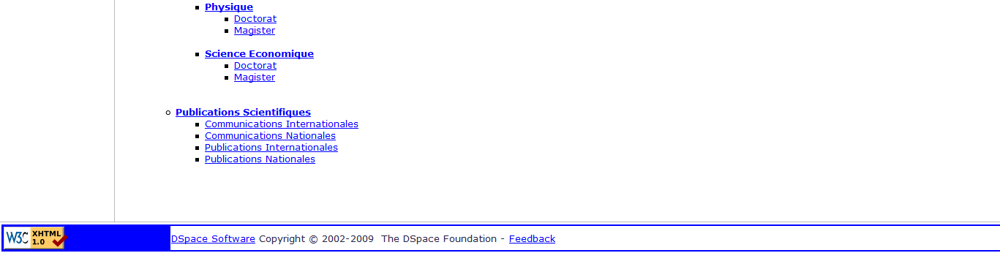 Physique
Doctorat
Magister
Science Economique
Doctorat
Magister
Publications Scientifiques
Communications Internationales
Communications Nationales
Publications Internationales
Publications Nationales
W3C XHTML 1.0
DSpace Software Copyright © 2002-2009 The DSpace Foundation - Feedback